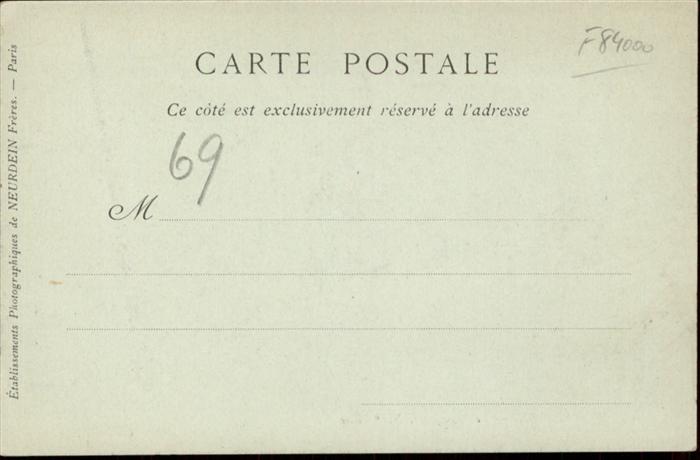 F84000
CARTE POSTALE
Ce côté est exclusivement réservé à l'adresse
69
M
Établissements Photographiques de NEURDEIN Frères. — Paris